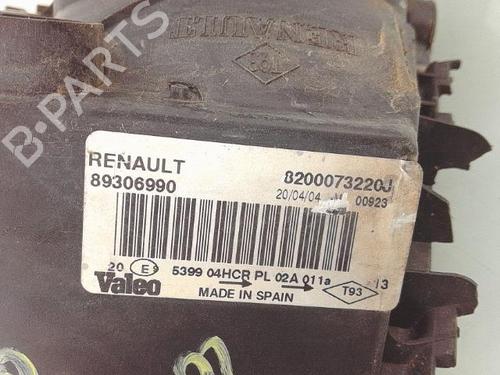 B-PARTS
RENAULT
T93
RENAULT 8200073220J
89306990 20/04/04 00923
20 E 5399 04HCR PL 02A 011a 13
Valeo MADE IN SPAIN T93